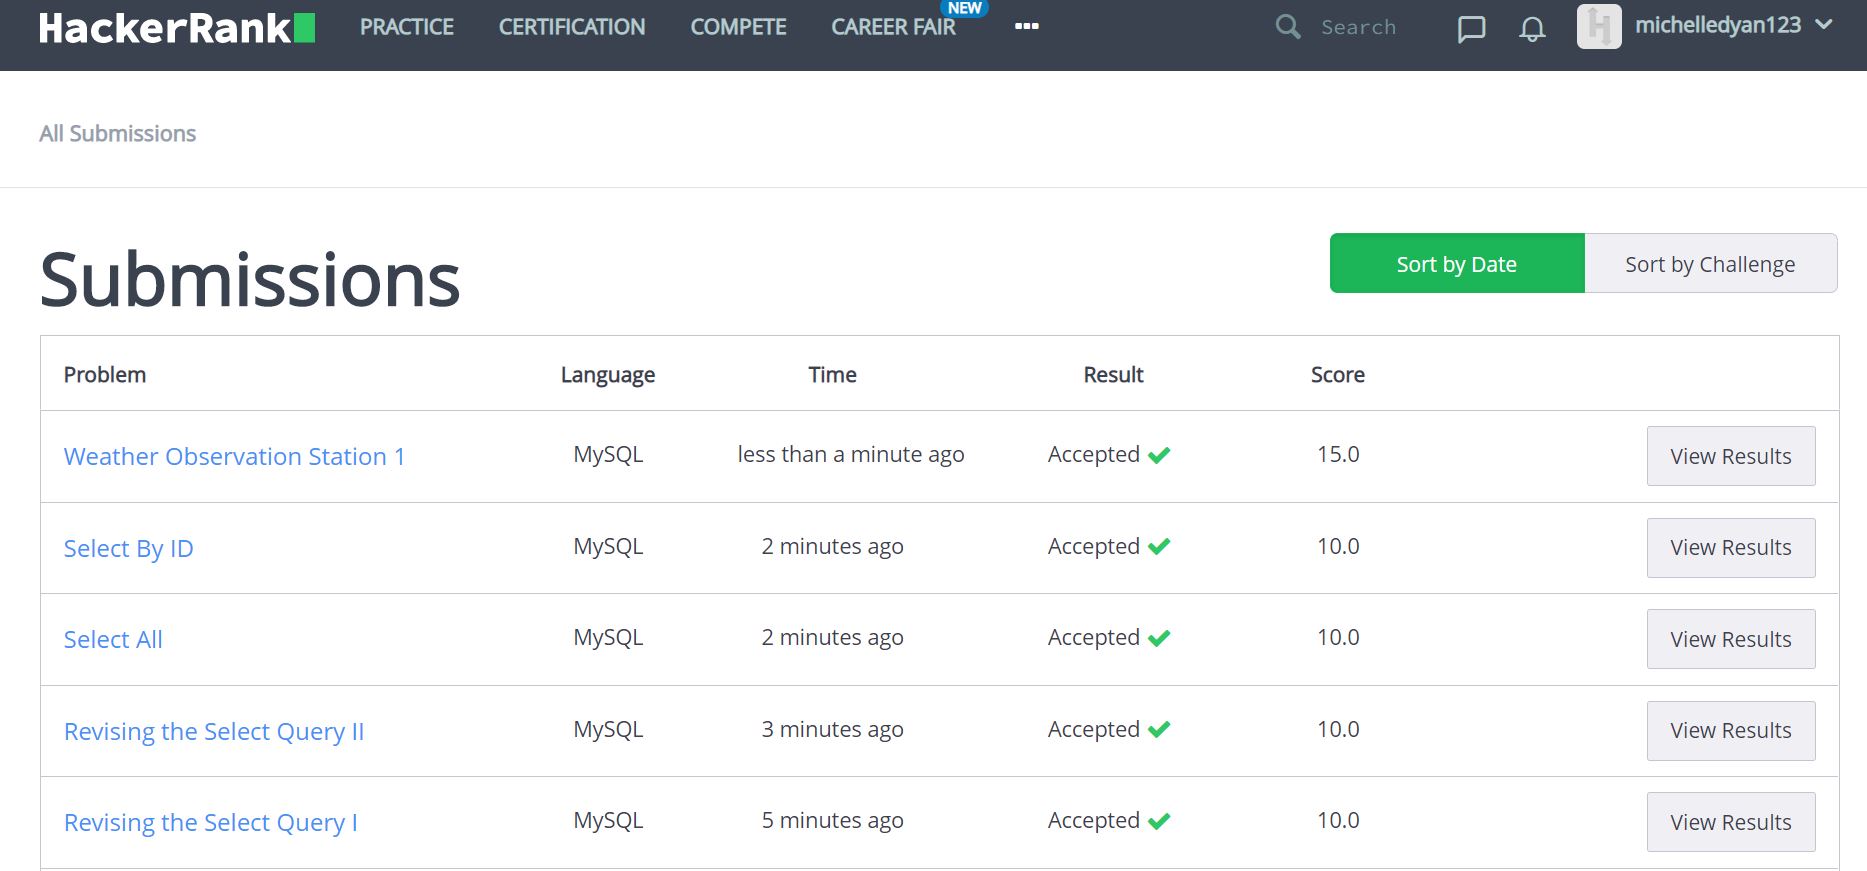 HackerRank PRACTICE CERTIFICATION COMPETE CAREER FAIR NEW ••• Search michelledyan123
All Submissions
Submissions
Sort by Date Sort by Challenge
Problem Language Time Result Score
Weather Observation Station 1 MySQL less than a minute ago Accepted 15.0 View Results
Select By ID MySQL 2 minutes ago Accepted 10.0 View Results
Select All MySQL 2 minutes ago Accepted 10.0 View Results
Revising the Select Query II MySQL 3 minutes ago Accepted 10.0 View Results
Revising the Select Query I MySQL 5 minutes ago Accepted 10.0 View Results